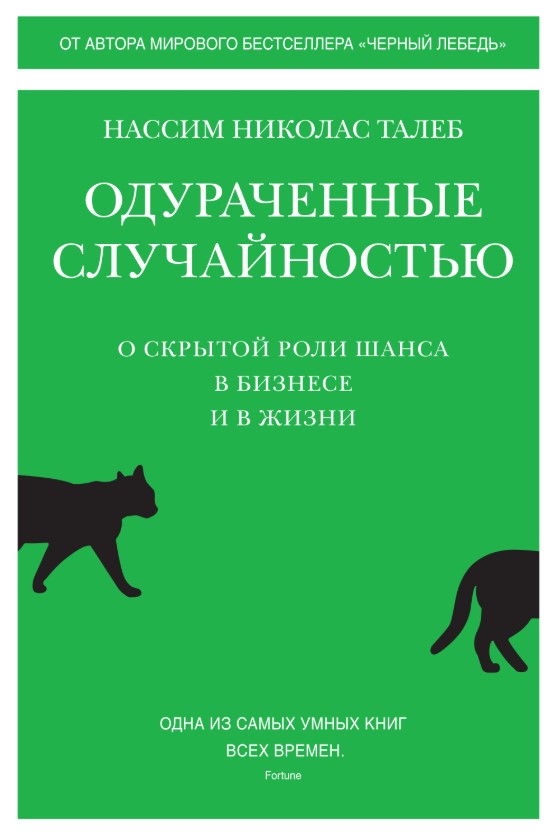 ОТ АВТОРА МИРОВОГО БЕСТСЕЛЛЕРА «ЧЕРНЫЙ ЛЕБЕДЬ»
НАССИМ НИКОЛАС ТАЛЕБ
ОДУРАЧЕННЫЕ
СЛУЧАЙНОСТЬЮ
О СКРЫТОЙ РОЛИ ШАНСА
В БИЗНЕСЕ
И В ЖИЗНИ
ОДНА ИЗ САМЫХ УМНЫХ КНИГ
ВСЕХ ВРЕМЕН.
Fortune